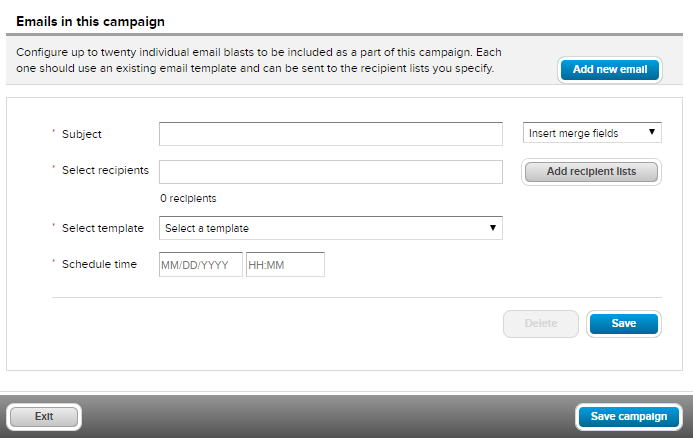 Emails in this campaign
Configure up to twenty individual email blasts to be included as a part of this campaign. Each
one should use an existing email template and can be sent to the recipient lists you specify.
Add new email
* Subject
Insert merge fields
* Select recipients
Add recipient lists
0 recipients
* Select template
Select a template
* Schedule time
MM/DD/YYYY
HH:MM
Delete
Save
Exit
Save campaign